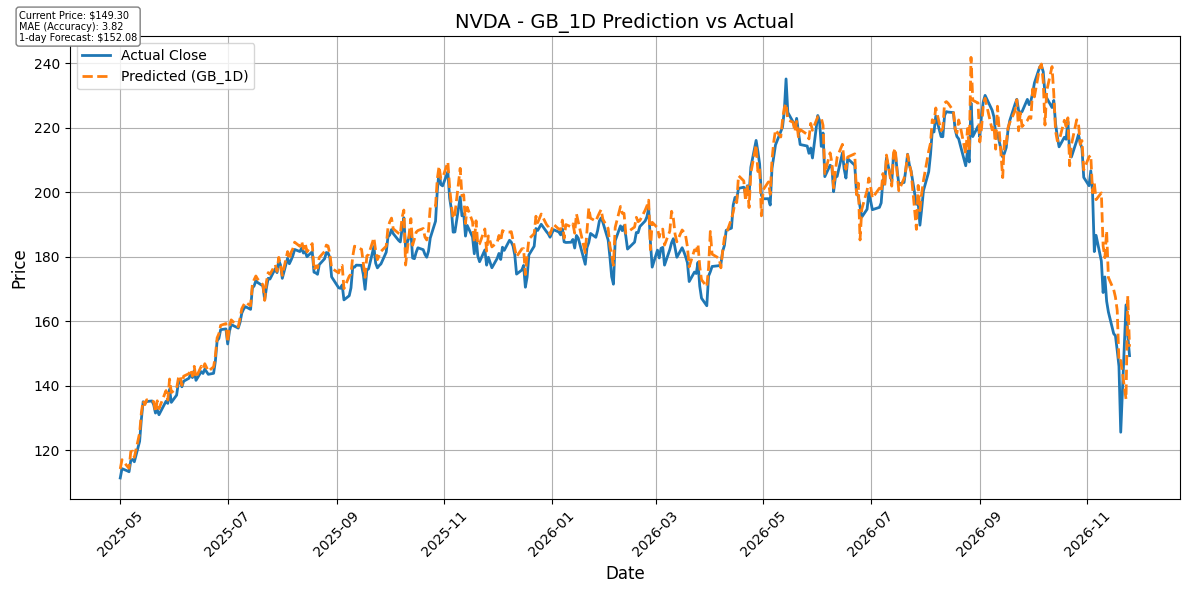 NVDA - GB_1D Prediction vs Actual
Current Price: $149.30
MAE (Accuracy): 3.82
1-day Forecast: $152.08
Actual Close
Predicted (GB_1D)
Price
240
220
200
180
160
140
120
2025-05
2025-07
2025-09
2025-11
2026-01
2026-03
2026-05
2026-07
2026-09
2026-11
Date